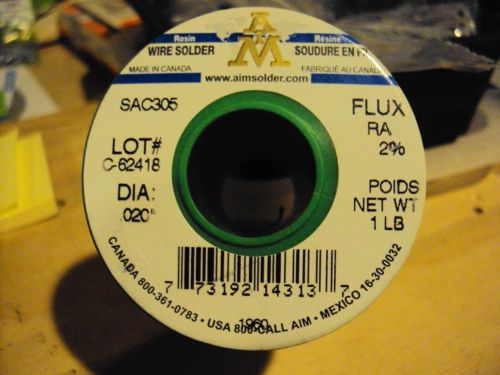 AIM
Rosin
WIRE SOLDER
MADE IN CANADA
Résine
SOUDURE EN FIL
FABRIQUÉ AU CANADA
www.aimsolder.com
SAC305
FLUX
RA
2%
LOT#
C-62418
DIA:
.020"
POIDS
NET WT
1 LB
7 73192 14313 7
1960
CANADA 800-361-0783 • USA 800-CALL AIM • MEXICO 16-30-0032